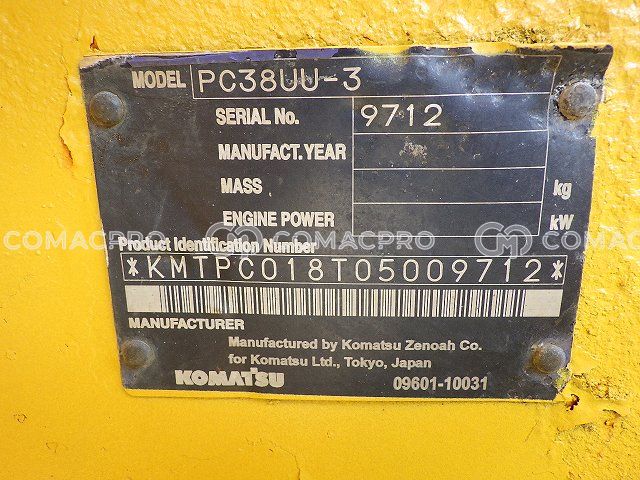 MODEL PC38UU-3
SERIAL No. 9712
MANUFACT. YEAR
MASS kg
ENGINE POWER kW
COMACPRO COMACPRO COMACPRO
Product Identification Number
*KMTPC018T05009712*
MANUFACTURER
Manufactured by Komatsu Zenoah Co.
for Komatsu Ltd., Tokyo, Japan
KOMATSU 09601-10031